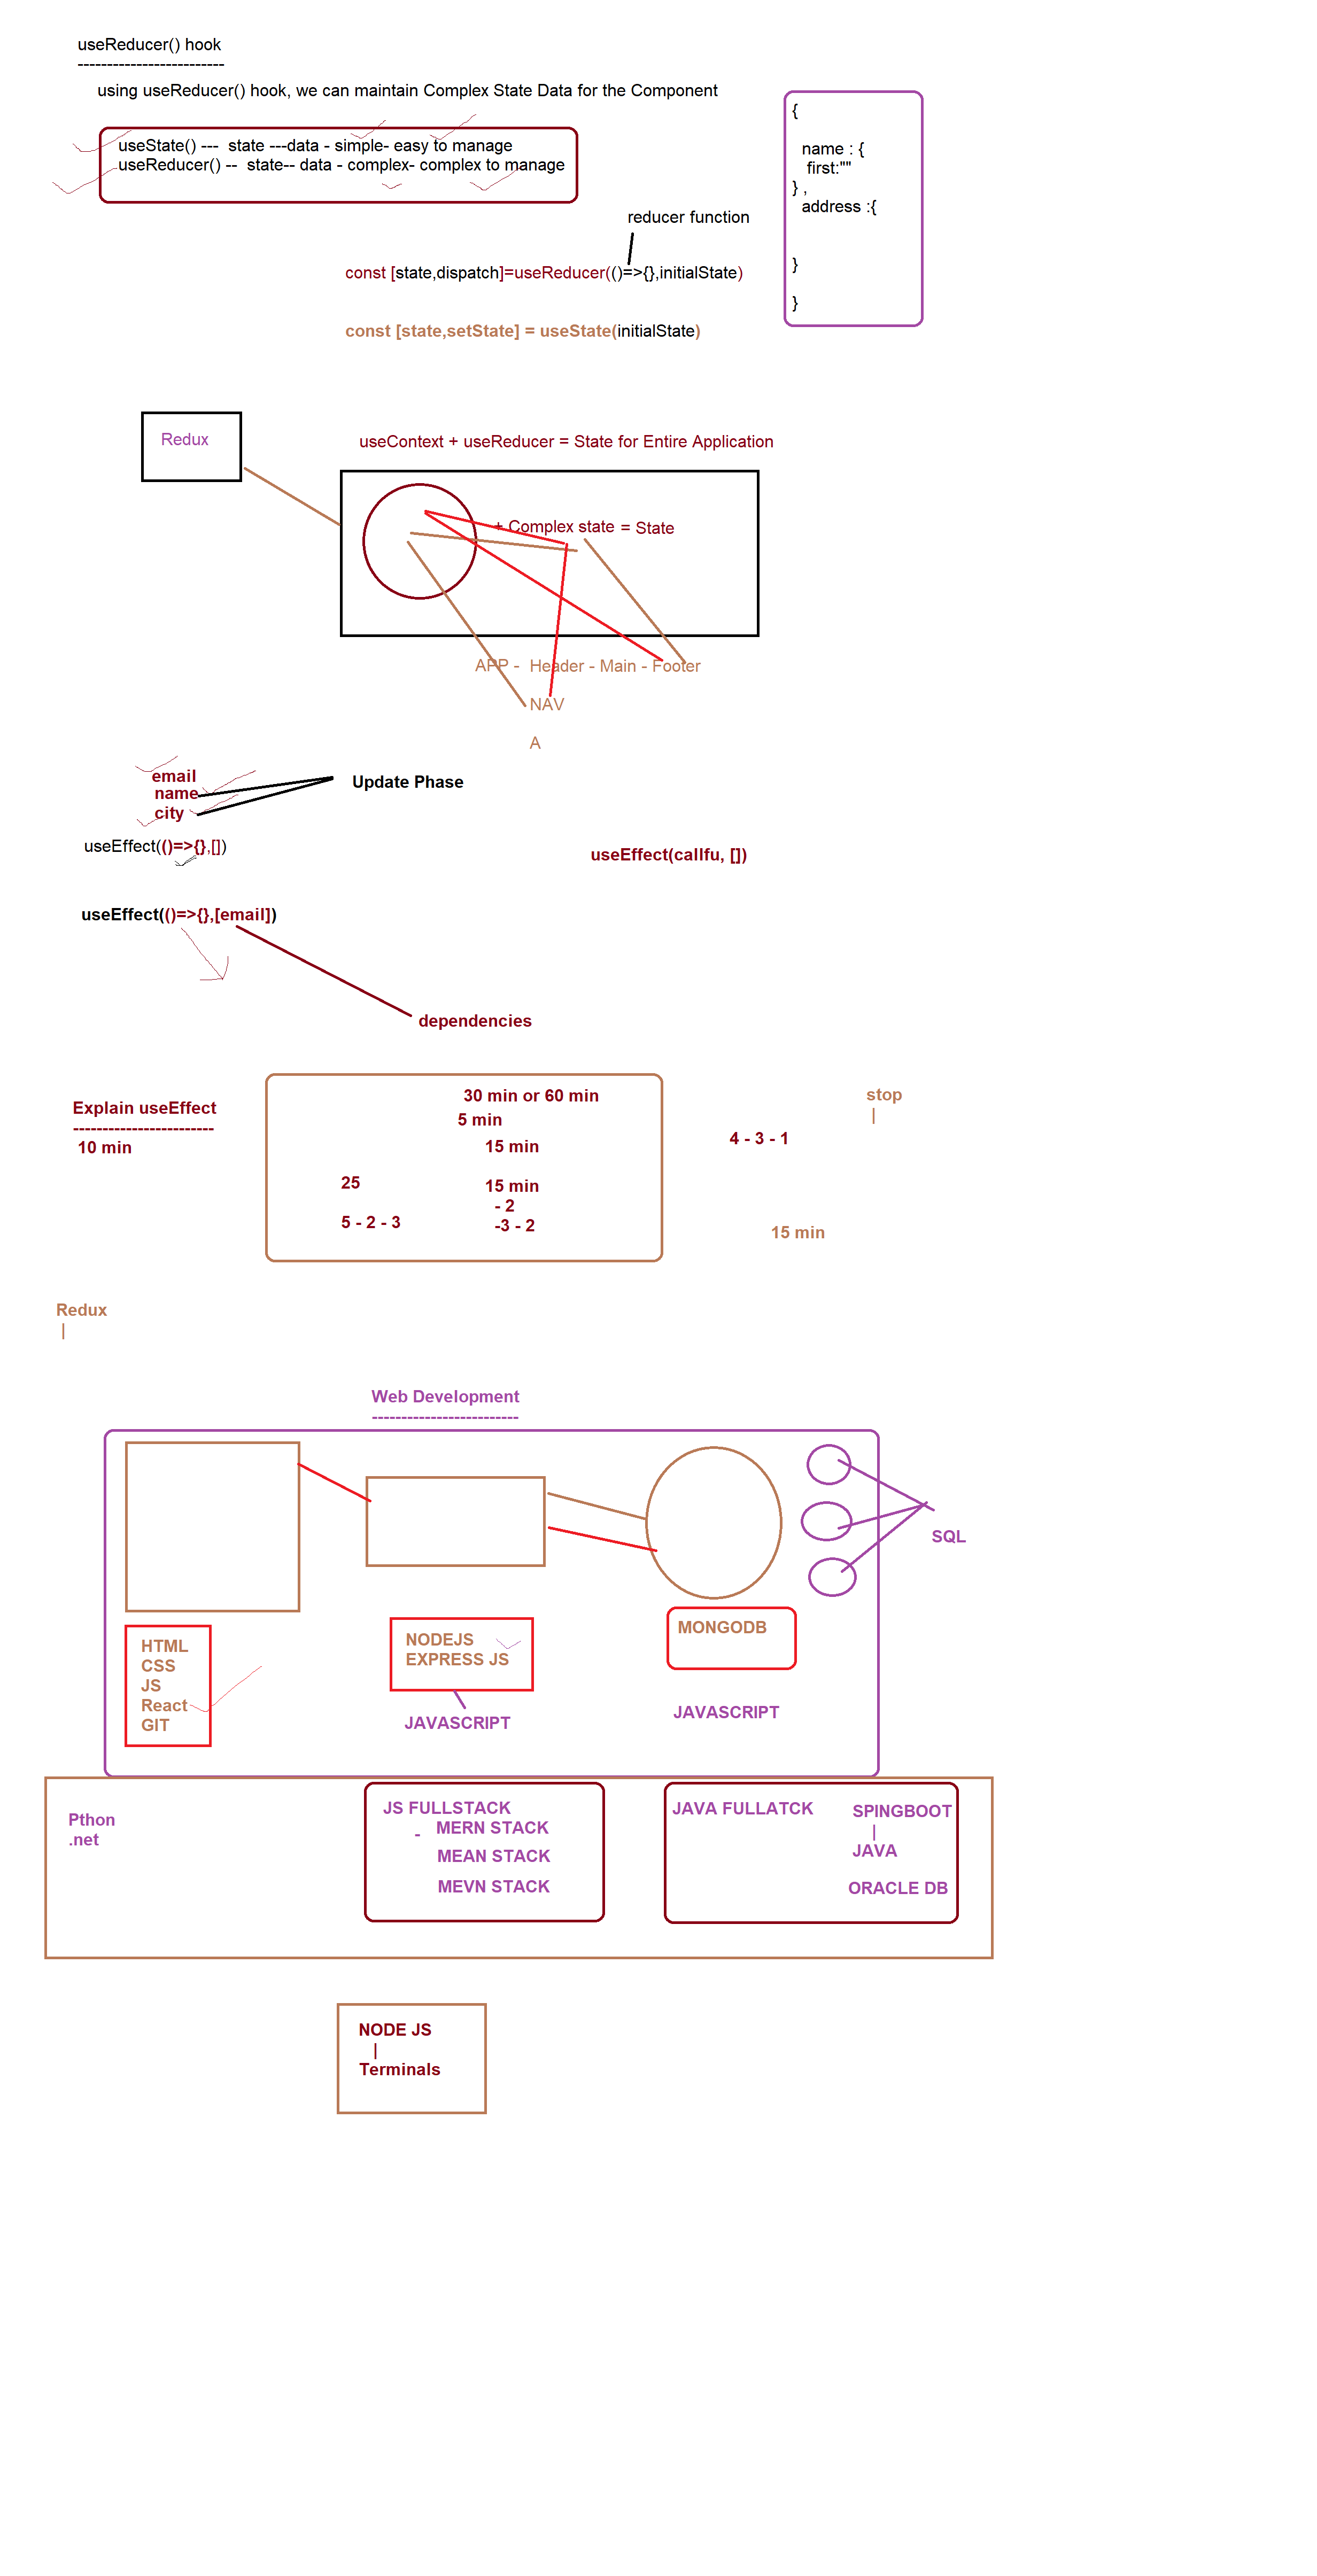 useReducer() hook
-------------------------
using useReducer() hook, we can maintain Complex State Data for the Component
useState() --- state ---data - simple- easy to manage
useReducer() -- state-- data - complex- complex to manage
{
name : {
first:""
} ,
address :{
}
}
reducer function
const [state,dispatch]=useReducer(()=>{},initialState)
const [state,setState] = useState(initialState)
Redux
useContext + useReducer = State for Entire Application
+ Complex state = State
APP - Header - Main - Footer
NAV
A
email
name
city
Update Phase
useEffect(()=>{},[])
useEffect(callfu, [])
useEffect(()=>{},[email])
dependencies
Explain useEffect
------------------------
10 min
30 min or 60 min
5 min
15 min
25
15 min
- 2
5 - 2 - 3
-3 - 2
4 - 3 - 1
stop
|
15 min
Redux
|
Web Development
-------------------------
SQL
HTML
CSS
JS
React
GIT
NODEJS
EXPRESS JS
JAVASCRIPT
MONGODB
JAVASCRIPT
Pthon
.net
JS FULLSTACK
- MERN STACK
MEAN STACK
MEVN STACK
JAVA FULLATCK
SPINGBOOT
|
JAVA
ORACLE DB
NODE JS
|
Terminals